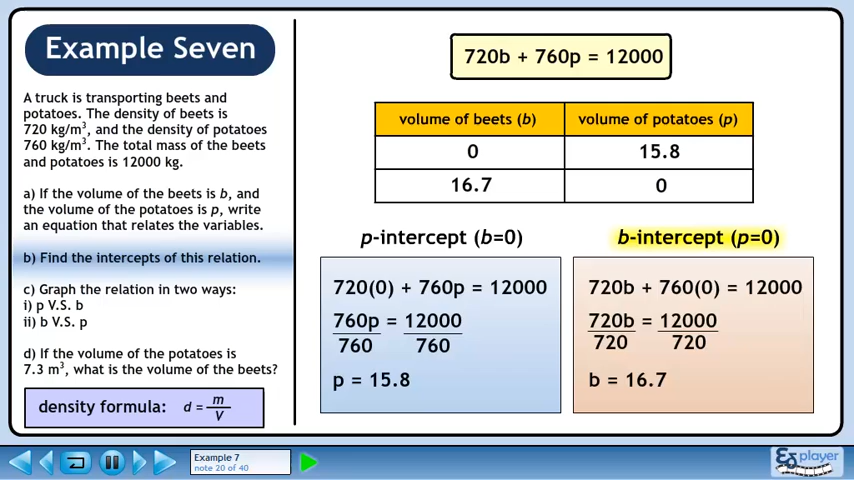 Example Seven
A truck is transporting beets and
potatoes. The density of beets is
720 kg/m³, and the density of potatoes
760 kg/m³. The total mass of the beets
and potatoes is 12000 kg.
a) If the volume of the beets is b, and
the volume of the potatoes is p, write
an equation that relates the variables.
b) Find the intercepts of this relation.
c) Graph the relation in two ways:
i) p V.S. b
ii) b V.S. p
d) If the volume of the potatoes is
7.3 m³, what is the volume of the beets?
density formula: d = m/V
720b + 760p = 12000
volume of beets (b) volume of potatoes (p)
0 15.8
16.7 0
p-intercept (b=0)
720(0) + 760p = 12000
760p/760 = 12000/760
p = 15.8
b-intercept (p=0)
720b + 760(0) = 12000
720b/720 = 12000/720
b = 16.7
Example 7
note 20 of 40
player